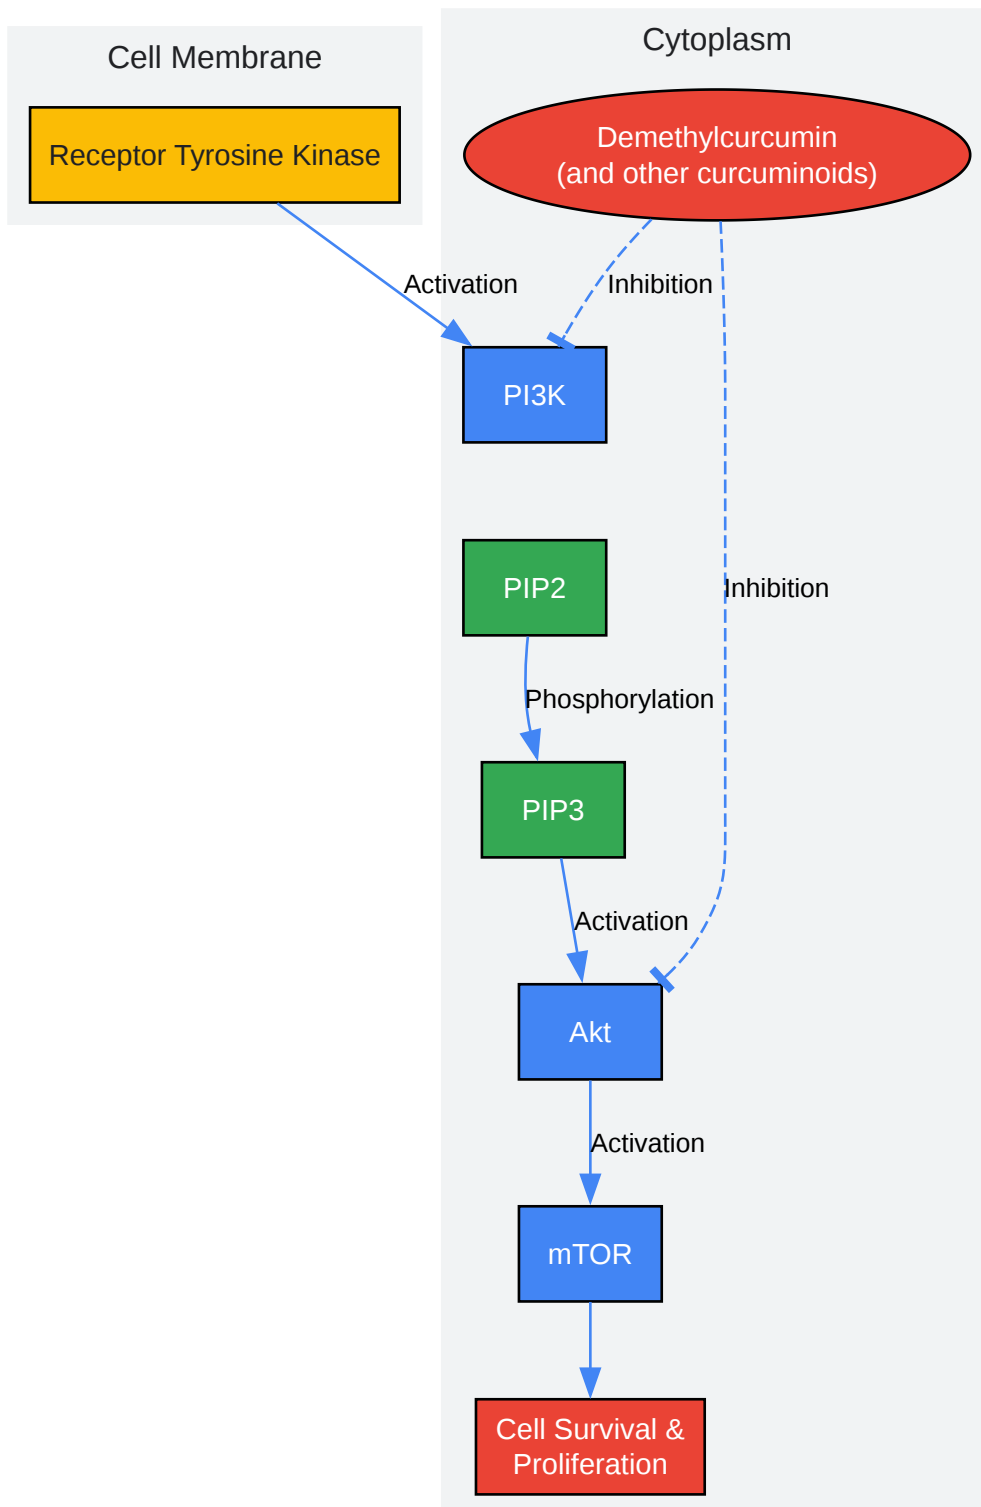 Cell Membrane
Cytoplasm
Receptor Tyrosine Kinase
Demethylcurcumin
(and other curcuminoids)
Activation
Inhibition
PI3K
PIP2
Inhibition
Phosphorylation
PIP3
Activation
Akt
Activation
mTOR
Cell Survival &
Proliferation